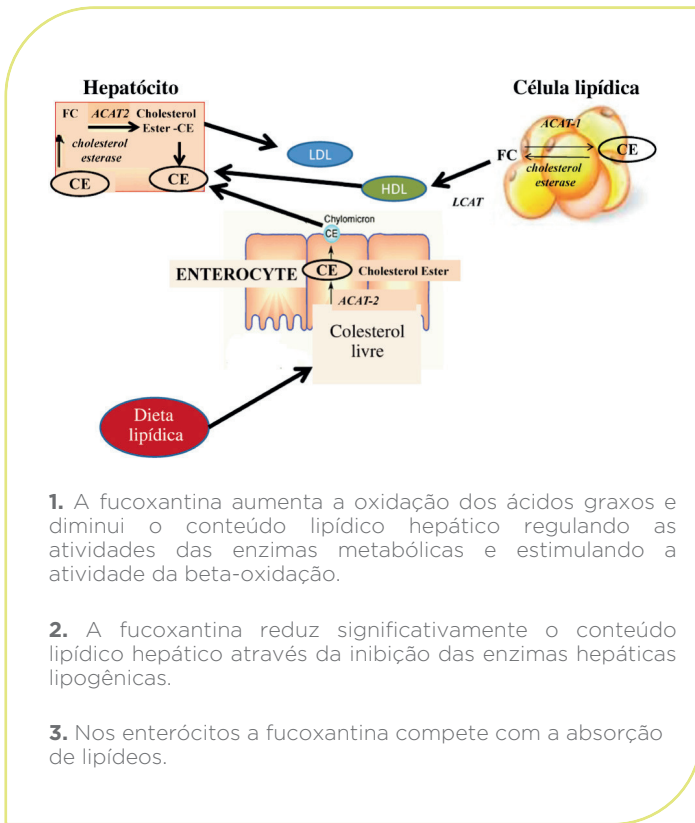 Hepatócito
Célula lipídica
FC ACAT2 Cholesterol
Ester -CE
cholesterol
esterase
CE
CE
LDL
HDL
LCAT
ACAT-1
FC
CE
cholesterol
esterase
Chylomicron
CE
ENTEROCYTE
CE
Cholesterol Ester
ACAT-2
Colesterol
livre
Dieta
lipídica
1. A fucoxantina aumenta a oxidação dos ácidos graxos e
diminui o conteúdo lipídico hepático regulando as
atividades das enzimas metabólicas e estimulando a
atividade da beta-oxidação.
2. A fucoxantina reduz significativamente o conteúdo
lipídico hepático através da inibição das enzimas hepáticas
lipogênicas.
3. Nos enterócitos a fucoxantina compete com a absorção
de lipídeos.